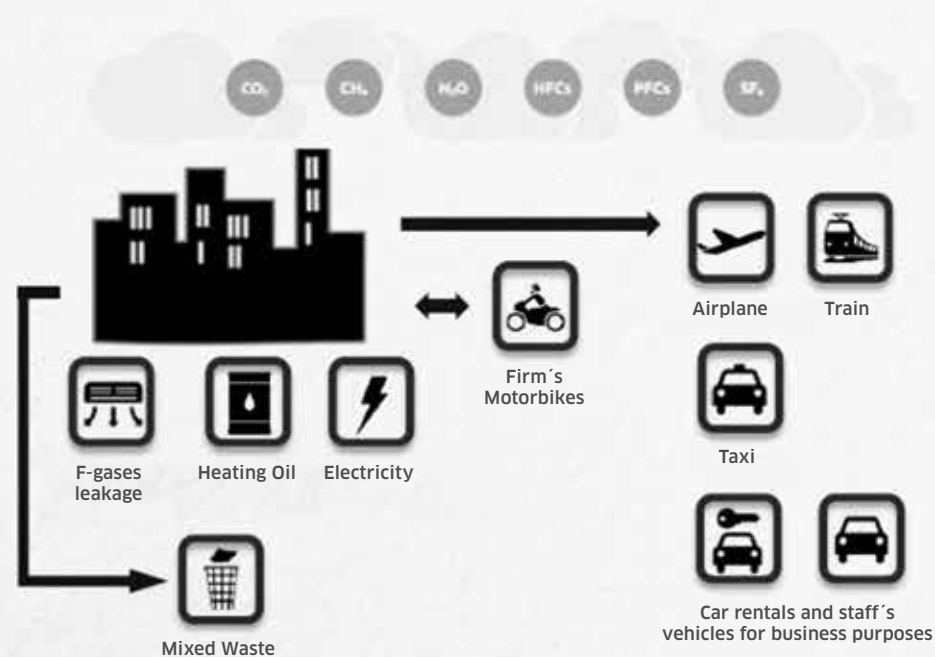 CO₂
CH₄
N₂O
HFCs
PFCs
SF₆
Airplane
Train
Firm´s
Motorbikes
Taxi
F-gases
leakage
Heating Oil
Electricity
Car rentals and staff´s
vehicles for business purposes
Mixed Waste